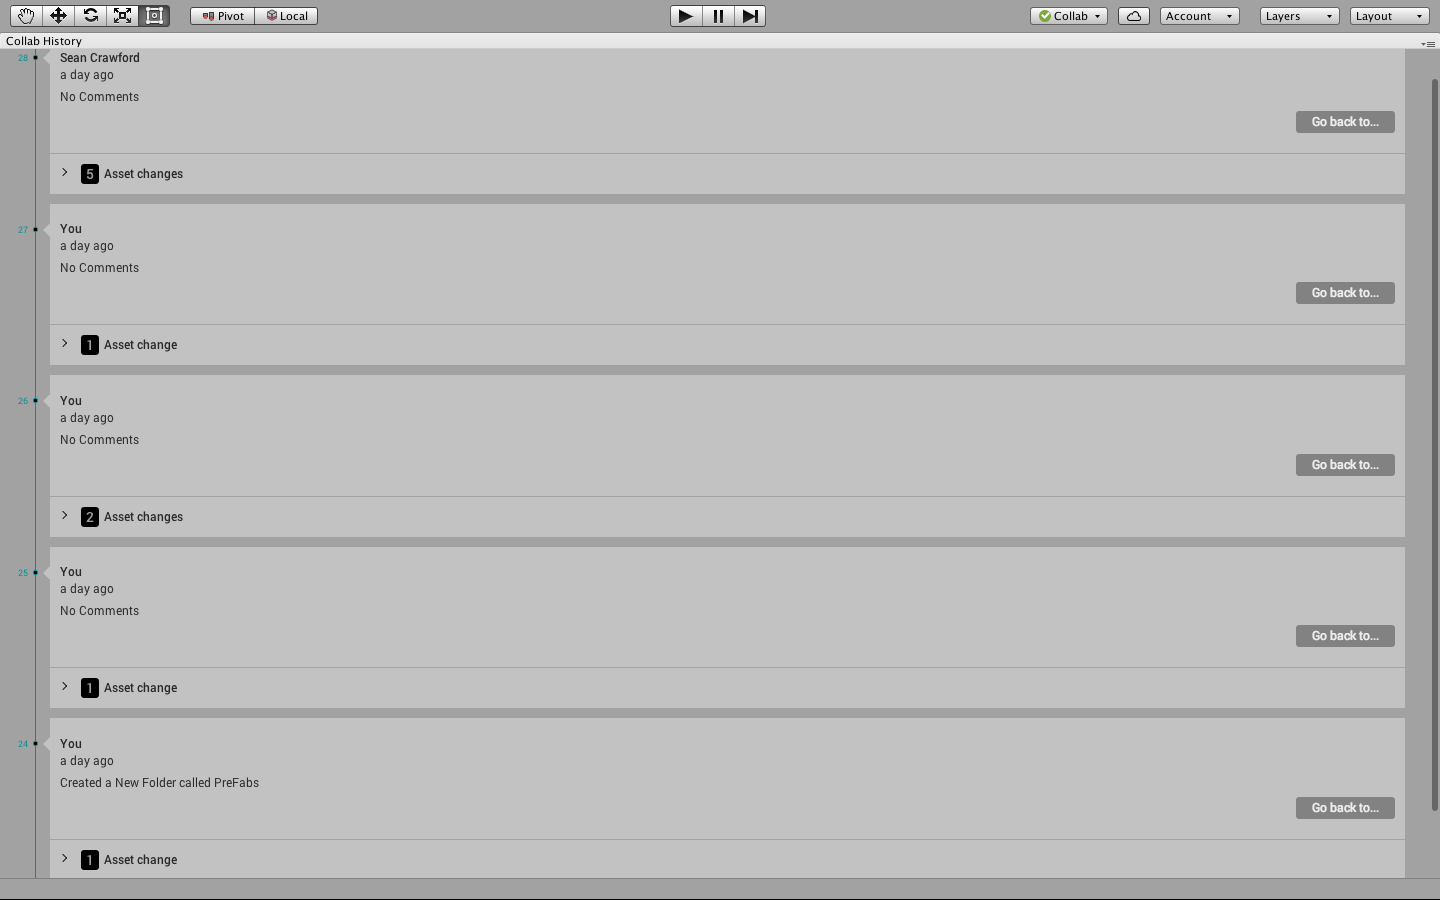 Pivot Local Collab Account Layers Layout
Collab History
28 Sean Crawford
a day ago
No Comments
Go back to...
5 Asset changes
27 You
a day ago
No Comments
Go back to...
1 Asset change
26 You
a day ago
No Comments
Go back to...
2 Asset changes
25 You
a day ago
No Comments
Go back to...
1 Asset change
24 You
a day ago
Created a New Folder called PreFabs
Go back to...
1 Asset change